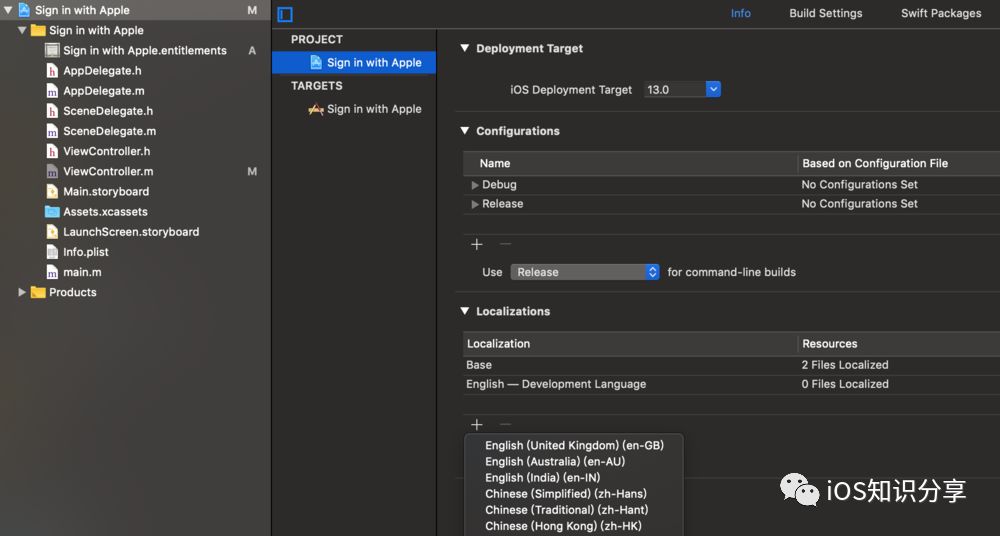 Sign in with Apple M
Sign in with Apple
Sign in with Apple.entitlements A
AppDelegate.h
AppDelegate.m
SceneDelegate.h
SceneDelegate.m
ViewController.h
ViewController.m M
Main.storyboard
Assets.xcassets
LaunchScreen.storyboard
Info.plist
main.m
Products
PROJECT
Sign in with Apple
TARGETS
Sign in with Apple
Info Build Settings Swift Packages
Deployment Target
iOS Deployment Target 13.0
Configurations
Name Based on Configuration File
Debug No Configurations Set
Release No Configurations Set
Use Release for command-line builds
Localizations
Localization Resources
Base 2 Files Localized
English — Development Language 0 Files Localized
English (United Kingdom) (en-GB)
English (Australia) (en-AU)
English (India) (en-IN)
Chinese (Simplified) (zh-Hans)
Chinese (Traditional) (zh-Hant)
Chinese (Hong Kong) (zh-HK)
iOS知识分享